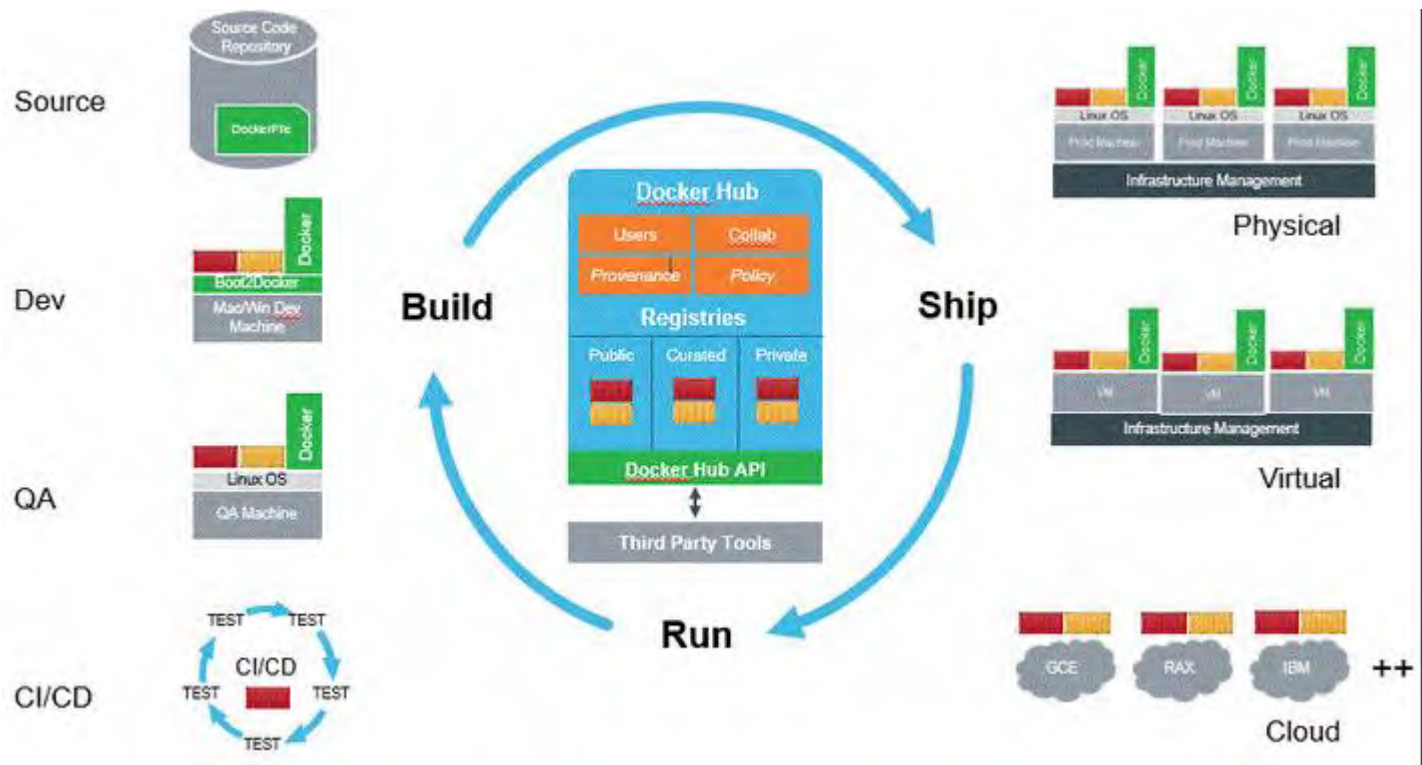 Source
Source Code
Repository
DockerFile
Dev
Docker
Boot2Docker
Mac/Win Dev
Machine
QA
Docker
Linux OS
QA Machine
CI/CD
TEST
TEST
TEST
TEST
TEST
CI/CD
Build
Ship
Run
Docker Hub
Users
Collab
Provenance
Policy
Registries
Public
Curated
Private
Docker Hub API
Third Party Tools
Docker
Docker
Docker
Linux OS
Linux OS
Linux OS
Prod Machine
Prod Machine
Prod Machine
Infrastructure Management
Physical
Docker
Docker
Docker
VM
VM
VM
Infrastructure Management
Virtual
GCE
RAX
IBM
++
Cloud